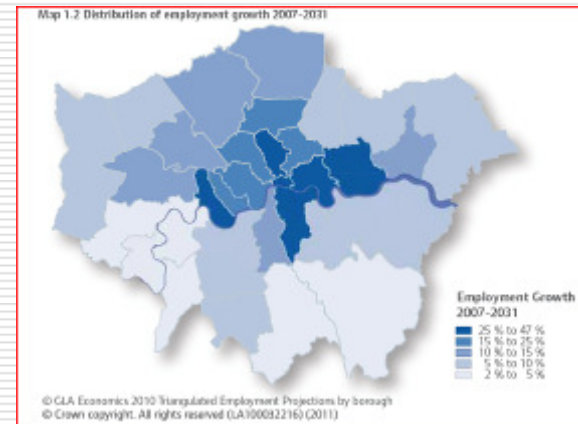 Map 1.2 Distribution of employment growth 2007-2031
Employment Growth
2007-2031
25 % to 47 %
15 % to 25 %
10 % to 15 %
5 % to 10 %
2 % to 5 %
© GLA Economics 2010 Triangulated Employment Projections by borough
© Crown copyright. All rights reserved (LA100032216) (2011)